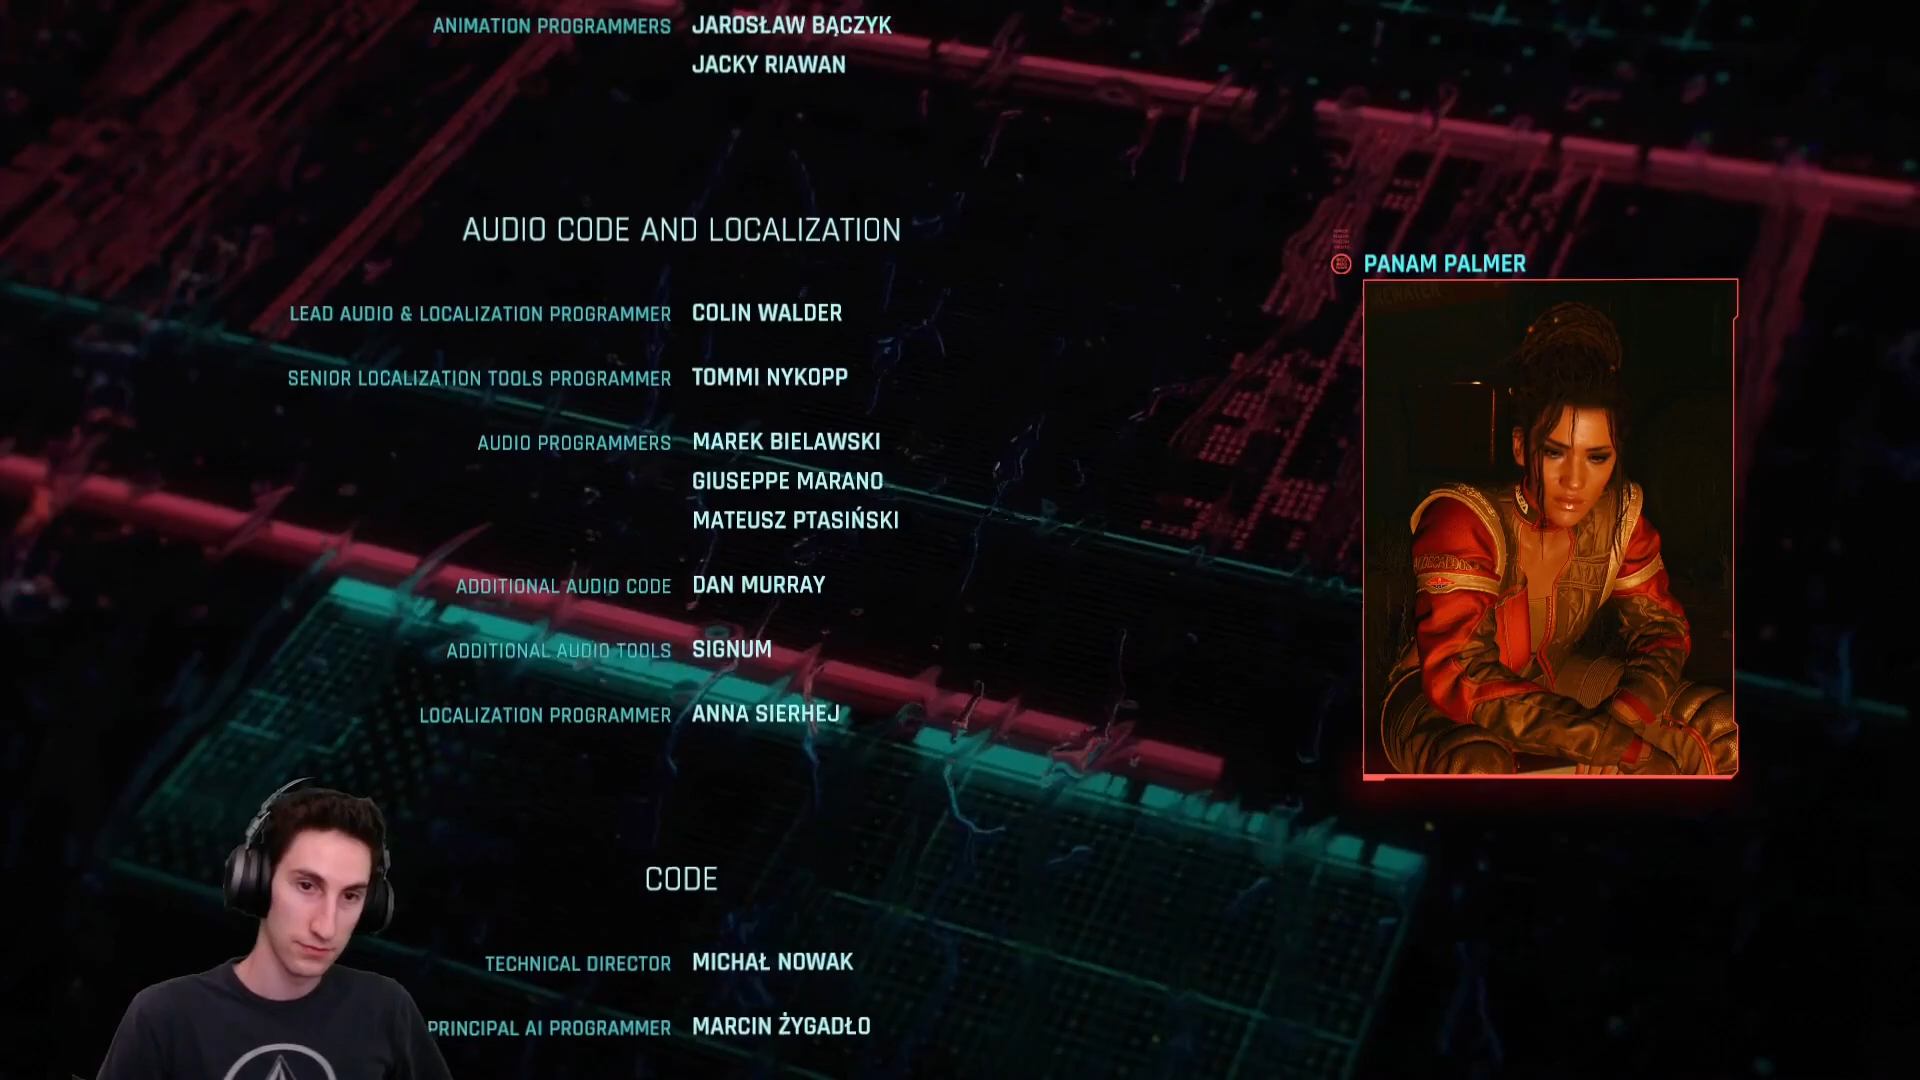 ANIMATION PROGRAMMERS JAROSŁAW BĄCZYK
JACKY RIAWAN
AUDIO CODE AND LOCALIZATION
LEAD AUDIO & LOCALIZATION PROGRAMMER COLIN WALDER
SENIOR LOCALIZATION TOOLS PROGRAMMER TOMMI NYKOPP
AUDIO PROGRAMMERS MAREK BIELAWSKI
GIUSEPPE MARANO
MATEUSZ PTASIŃSKI
ADDITIONAL AUDIO CODE DAN MURRAY
ADDITIONAL AUDIO TOOLS SIGNUM
LOCALIZATION PROGRAMMER ANNA SIERHEJ
CODE
TECHNICAL DIRECTOR MICHAŁ NOWAK
PRINCIPAL AI PROGRAMMER MARCIN ŻYGADŁO
PANAM PALMER
ALDECALDOS